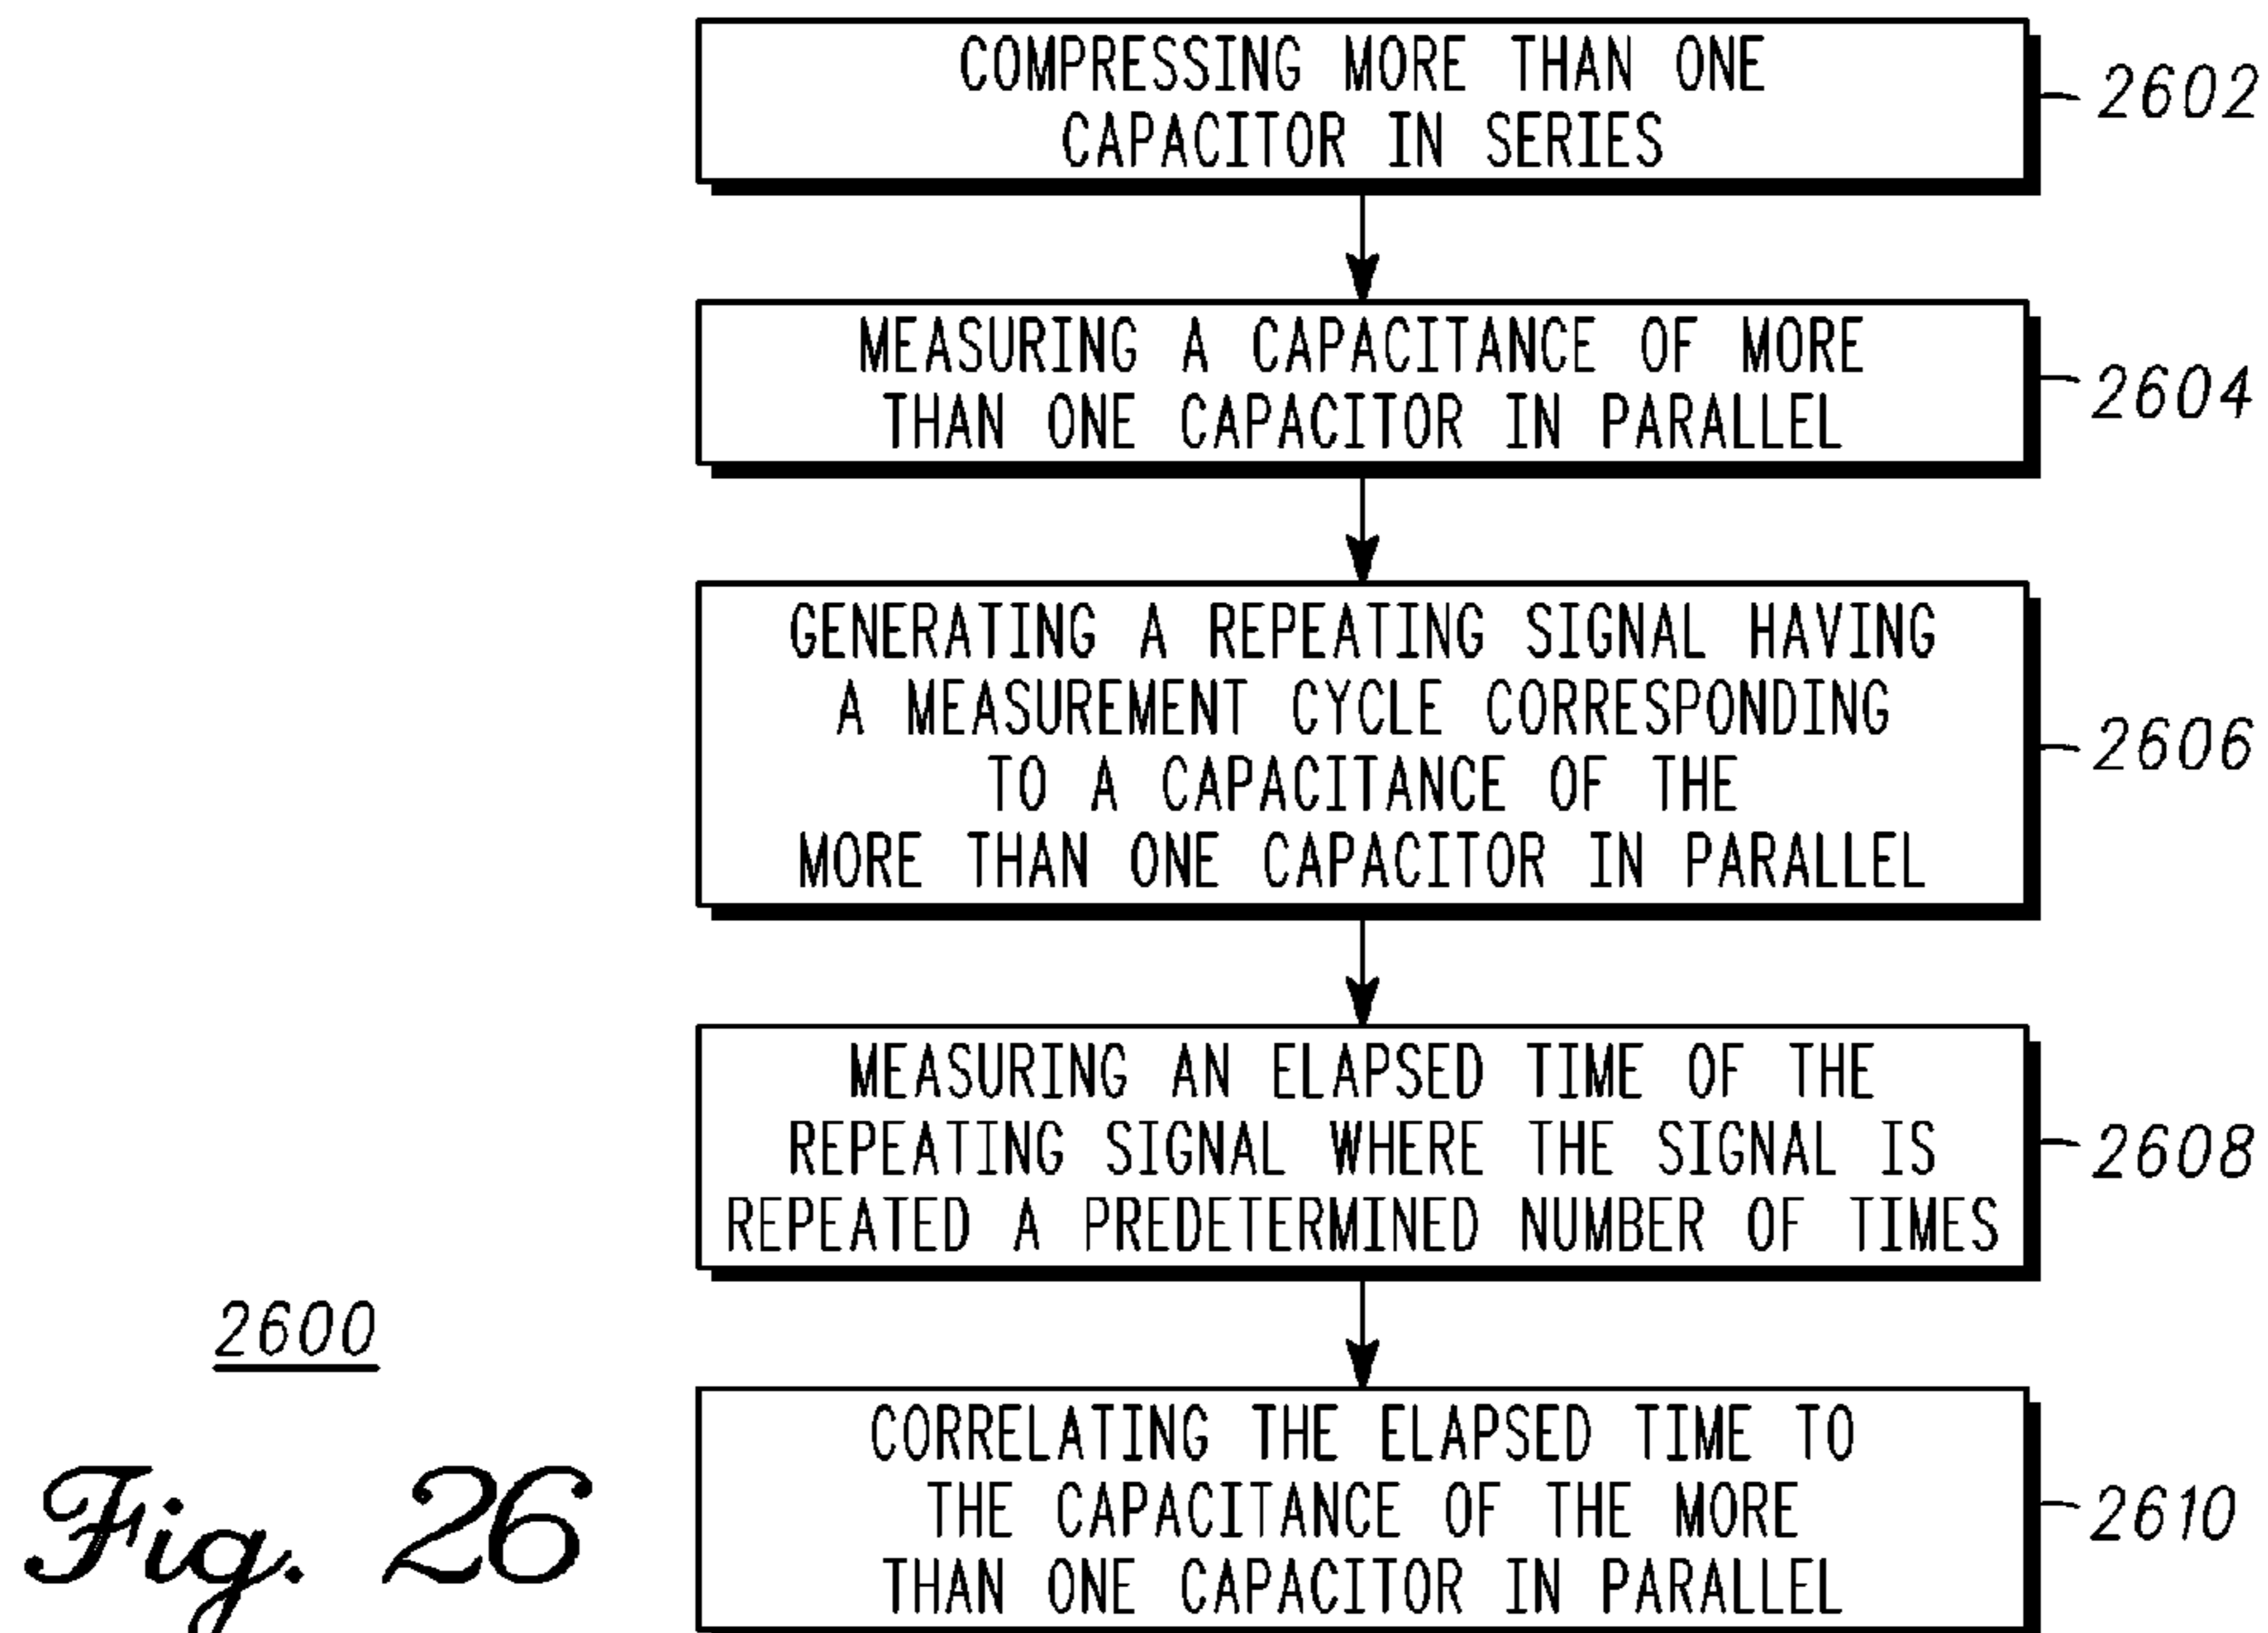 COMPRESSING MORE THAN ONE
CAPACITOR IN SERIES
2602
MEASURING A CAPACITANCE OF MORE
THAN ONE CAPACITOR IN PARALLEL
2604
GENERATING A REPEATING SIGNAL HAVING
A MEASUREMENT CYCLE CORRESPONDING
TO A CAPACITANCE OF THE
MORE THAN ONE CAPACITOR IN PARALLEL
2606
MEASURING AN ELAPSED TIME OF THE
REPEATING SIGNAL WHERE THE SIGNAL IS
REPEATED A PREDETERMINED NUMBER OF TIMES
2608
CORRELATING THE ELAPSED TIME TO
THE CAPACITANCE OF THE MORE
THAN ONE CAPACITOR IN PARALLEL
2610
2600
Fig. 26